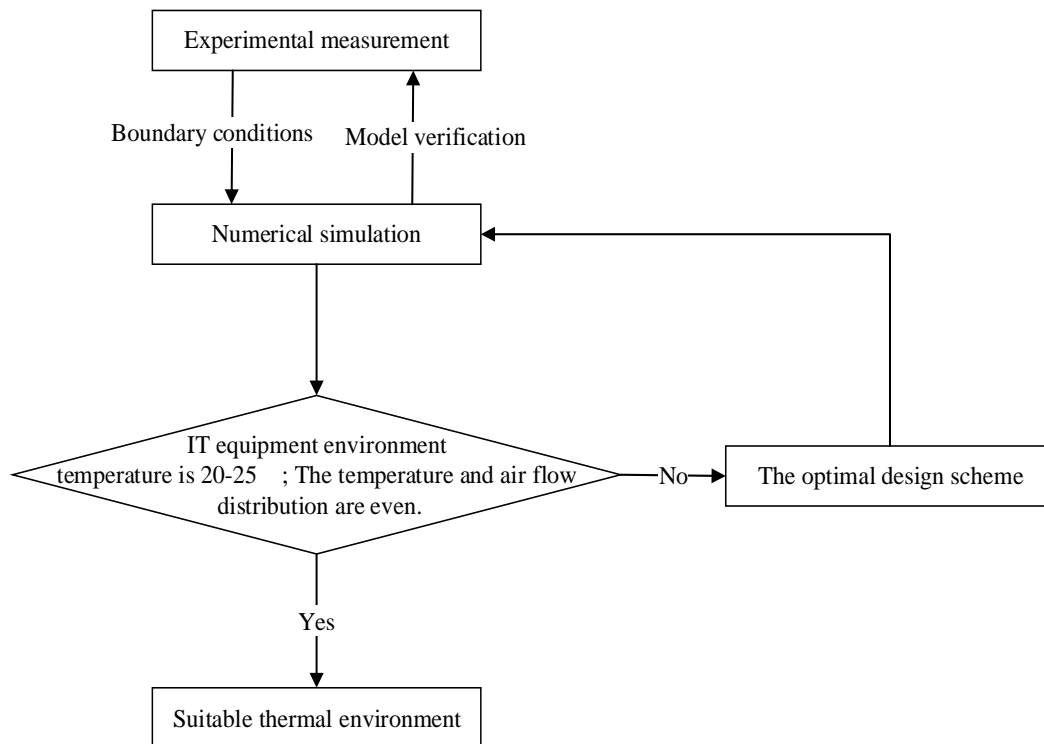 Experimental measurement
Boundary conditions
Model verification
Numerical simulation
IT equipment environment
temperature is 20-25 ; The temperature and air flow
distribution are even.
No
The optimal design scheme
Yes
Suitable thermal environment